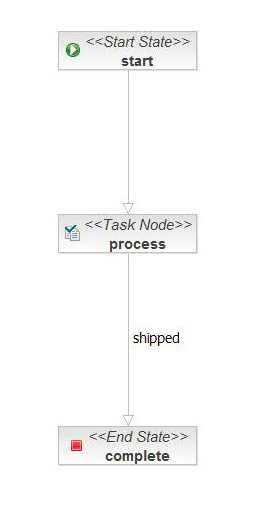 <<Start State>>
start
<<Task Node>>
process
shipped
<<End State>>
complete